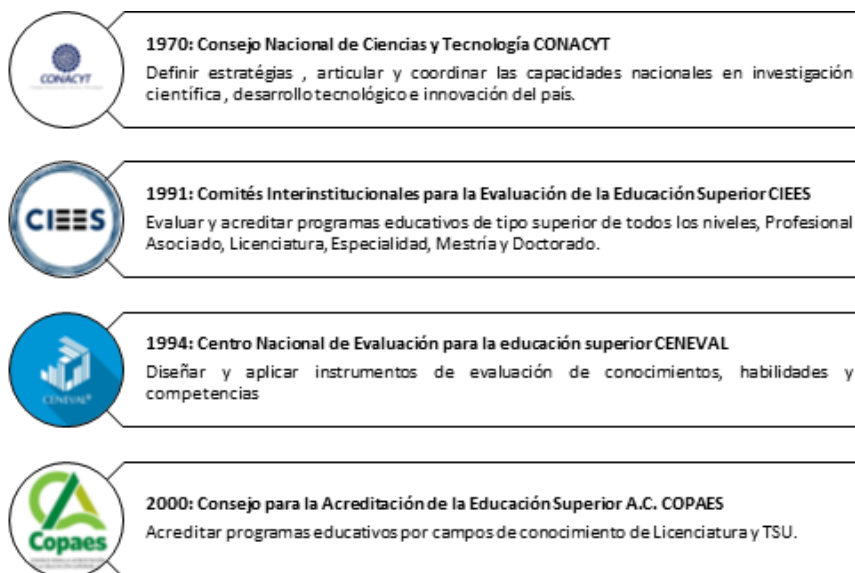 CONACYT
1970: Consejo Nacional de Ciencias y Tecnología CONACYT
Definir estratégias , articular y coordinar las capacidades nacionales en investigación
científica , desarrollo tecnológico e innovación del país.
CIEES
1991: Comités Interinstitucionales para la Evaluación de la Educación Superior CIEES
Evaluar y acreditar programas educativos de tipo superior de todos los niveles, Profesional
Asociado, Licenciatura, Especialidad, Mestría y Doctorado.
CENEVAL®
1994: Centro Nacional de Evaluación para la educación superior CENEVAL
Diseñar y aplicar instrumentos de evaluación de conocimientos, habilidades y
competencias
Copaes
2000: Consejo para la Acreditación de la Educación Superior A.C. COPAES
Acreditar programas educativos por campos de conocimiento de Licenciatura y TSU.